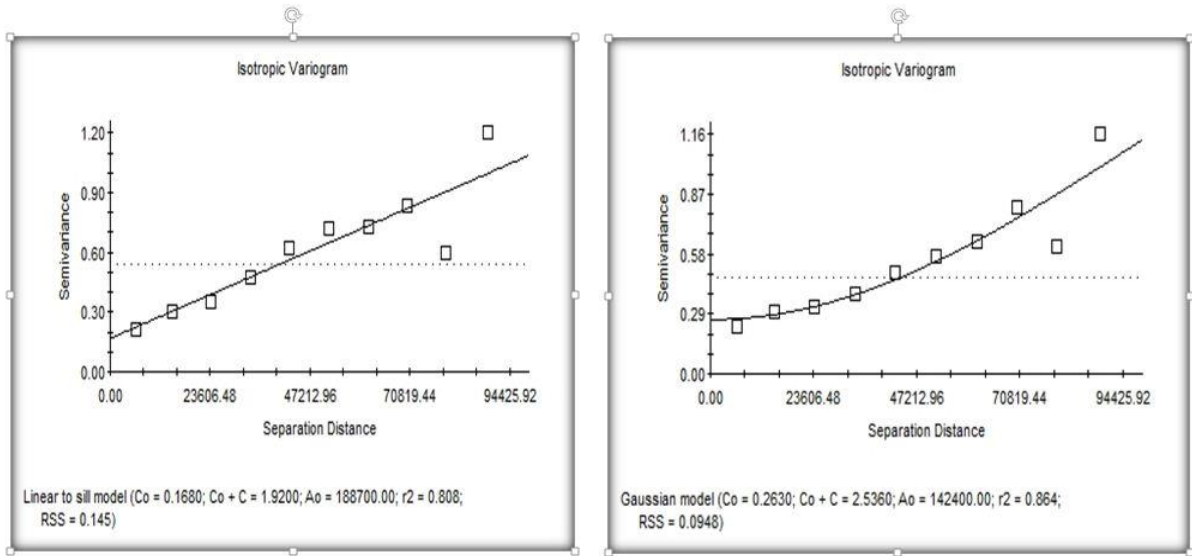 Isotropic Variogram
Semivariance
1.20
0.90
0.60
0.30
0.00
0.00 23606.48 47212.96 70819.44 94425.92
Separation Distance
Linear to sill model (Co = 0.1680; Co + C = 1.9200; Ao = 188700.00; r2 = 0.808;
RSS = 0.145)
Isotropic Variogram
Semivariance
1.16
0.87
0.58
0.29
0.00
0.00 23606.48 47212.96 70819.44 94425.92
Separation Distance
Gaussian model (Co = 0.2630; Co + C = 2.5360; Ao = 142400.00; r2 = 0.864;
RSS = 0.0948)